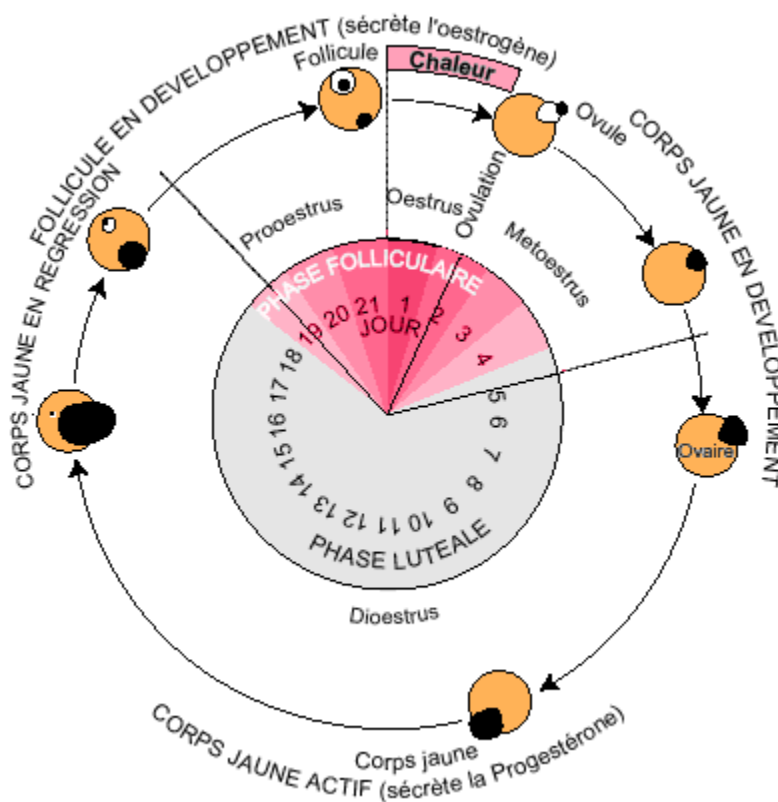 FOLLICULE EN DEVELOPPEMENT (sécrète l'oestrogène)
Follicule
Chaleur
Ovule
Ovulation
CORPS JAUNE EN DEVELOPPEMENT
CORPS JAUNE EN REGRESSION
Prooestrus
Oestrus
Metoestrus
PHASE FOLLICULAIRE
JOUR
1
2
3
4
5
6
7
8
9
10
11
12
13
14
15
16
17
18
19
20
21
Ovaire
PHASE LUTEALE
Dioestrus
Corps jaune
CORPS JAUNE ACTIF (sécrète la Progestérone)